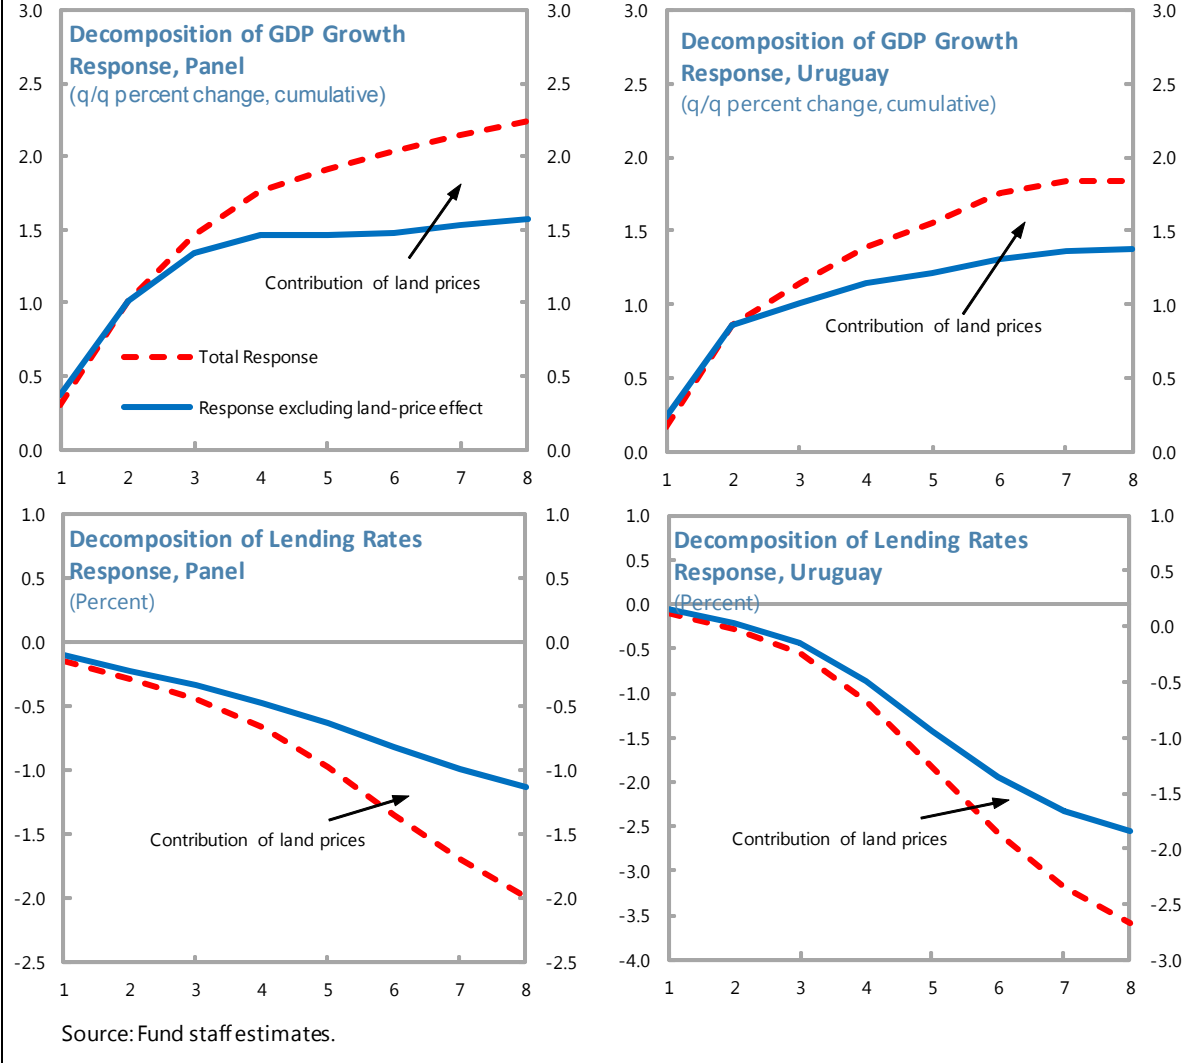 Decomposition of GDP Growth
Response, Panel
(q/q percent change, cumulative)
3.0
2.5
2.0
1.5
1.0
0.5
0.0
3.0
2.5
2.0
1.5
1.0
0.5
0.0
Contribution of land prices
Total Response
Response excluding land-price effect
1 2 3 4 5 6 7 8
Decomposition of GDP Growth
Response, Uruguay
(q/q percent change, cumulative)
3.0
2.5
2.0
1.5
1.0
0.5
0.0
3.0
2.5
2.0
1.5
1.0
0.5
0.0
Contribution of land prices
1 2 3 4 5 6 7 8
Decomposition of Lending Rates
Response, Panel
(Percent)
1.0
0.5
0.0
-0.5
-1.0
-1.5
-2.0
-2.5
1.0
0.5
0.0
-0.5
-1.0
-1.5
-2.0
-2.5
Contribution of land prices
1 2 3 4 5 6 7 8
Decomposition of Lending Rates
Response, Uruguay
(Percent)
1.0
0.5
0.0
-0.5
-1.0
-1.5
-2.0
-2.5
-3.0
-3.5
-4.0
1.0
0.5
0.0
-0.5
-1.0
-1.5
-2.0
-2.5
-3.0
Contribution of land prices
1 2 3 4 5 6 7 8
Source: Fund staff estimates.